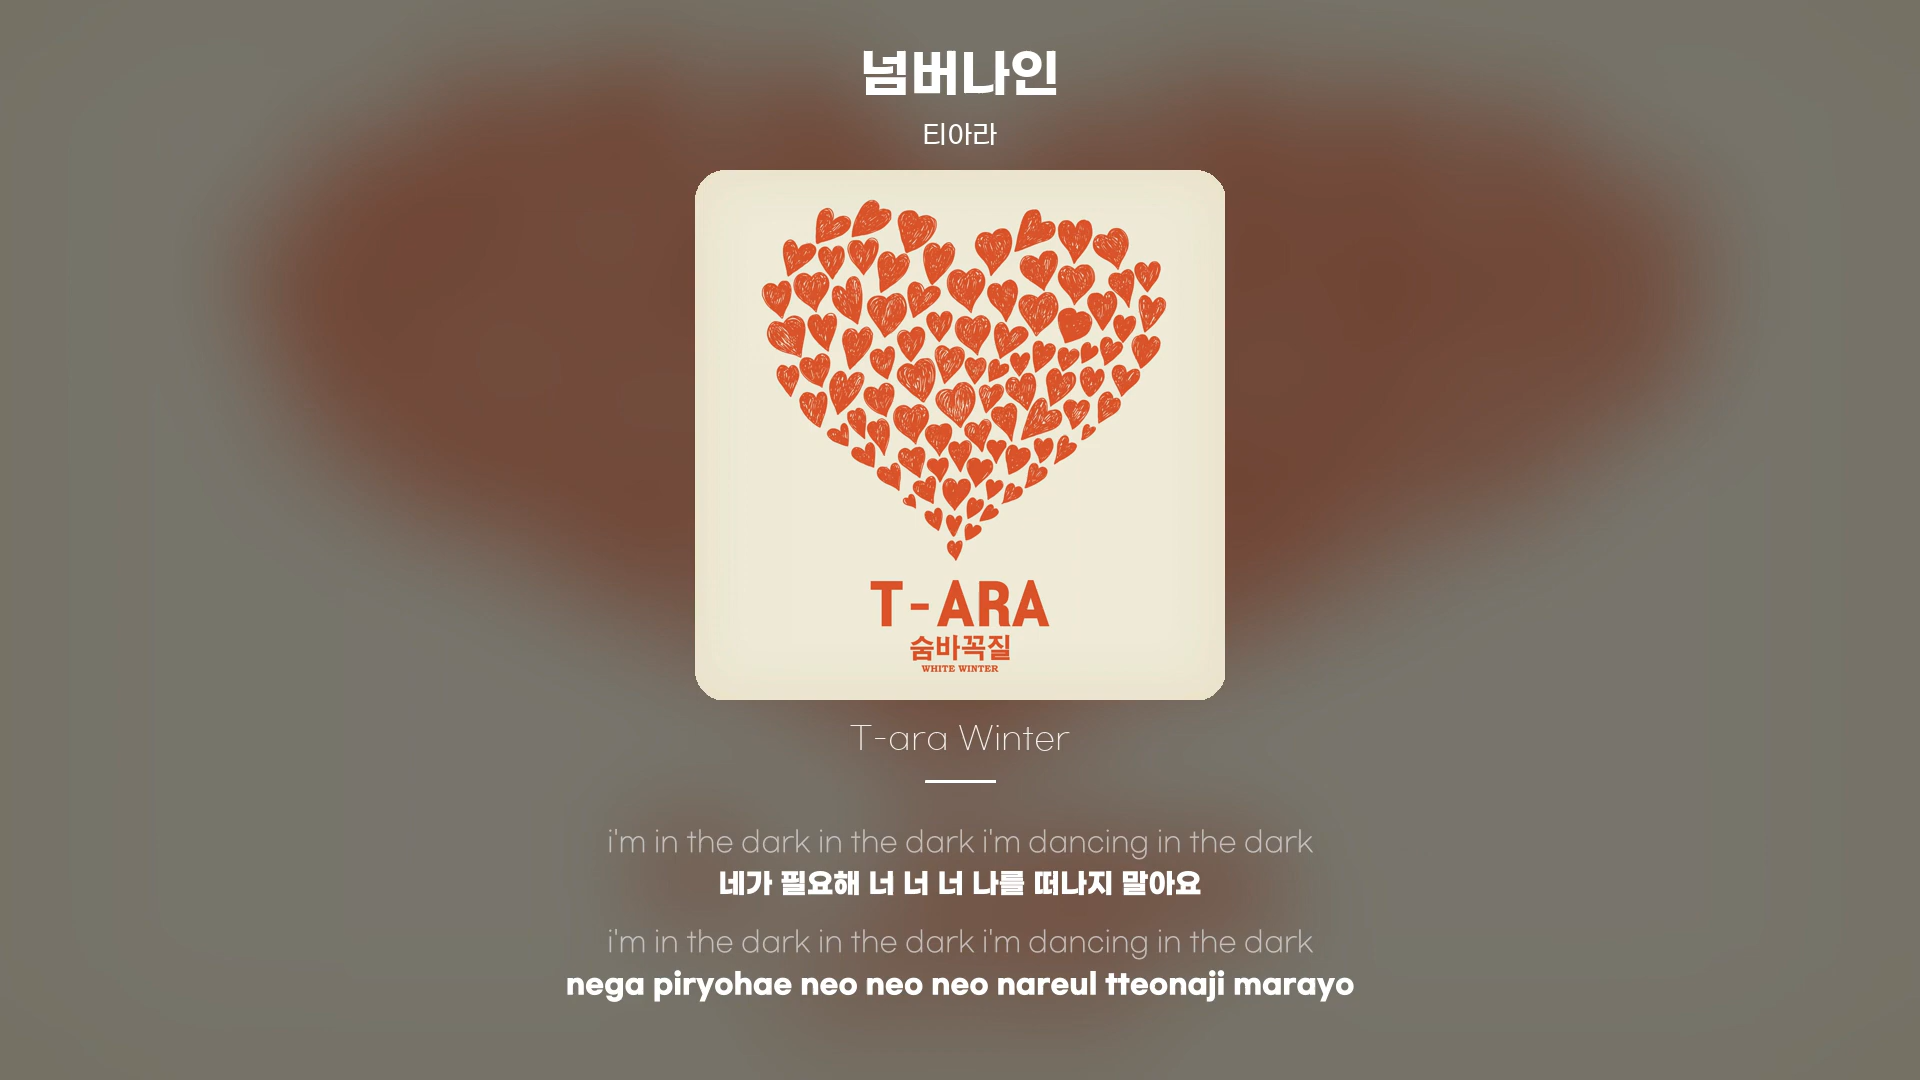 넘버나인
티아라
T-ARA
숨바꼭질
WHITE WINTER
T-ara Winter
i'm in the dark in the dark i'm dancing in the dark
네가 필요해 너 너 너 나를 떠나지 말아요
i'm in the dark in the dark i'm dancing in the dark
nega piryohae neo neo neo nareul tteonaji marayo